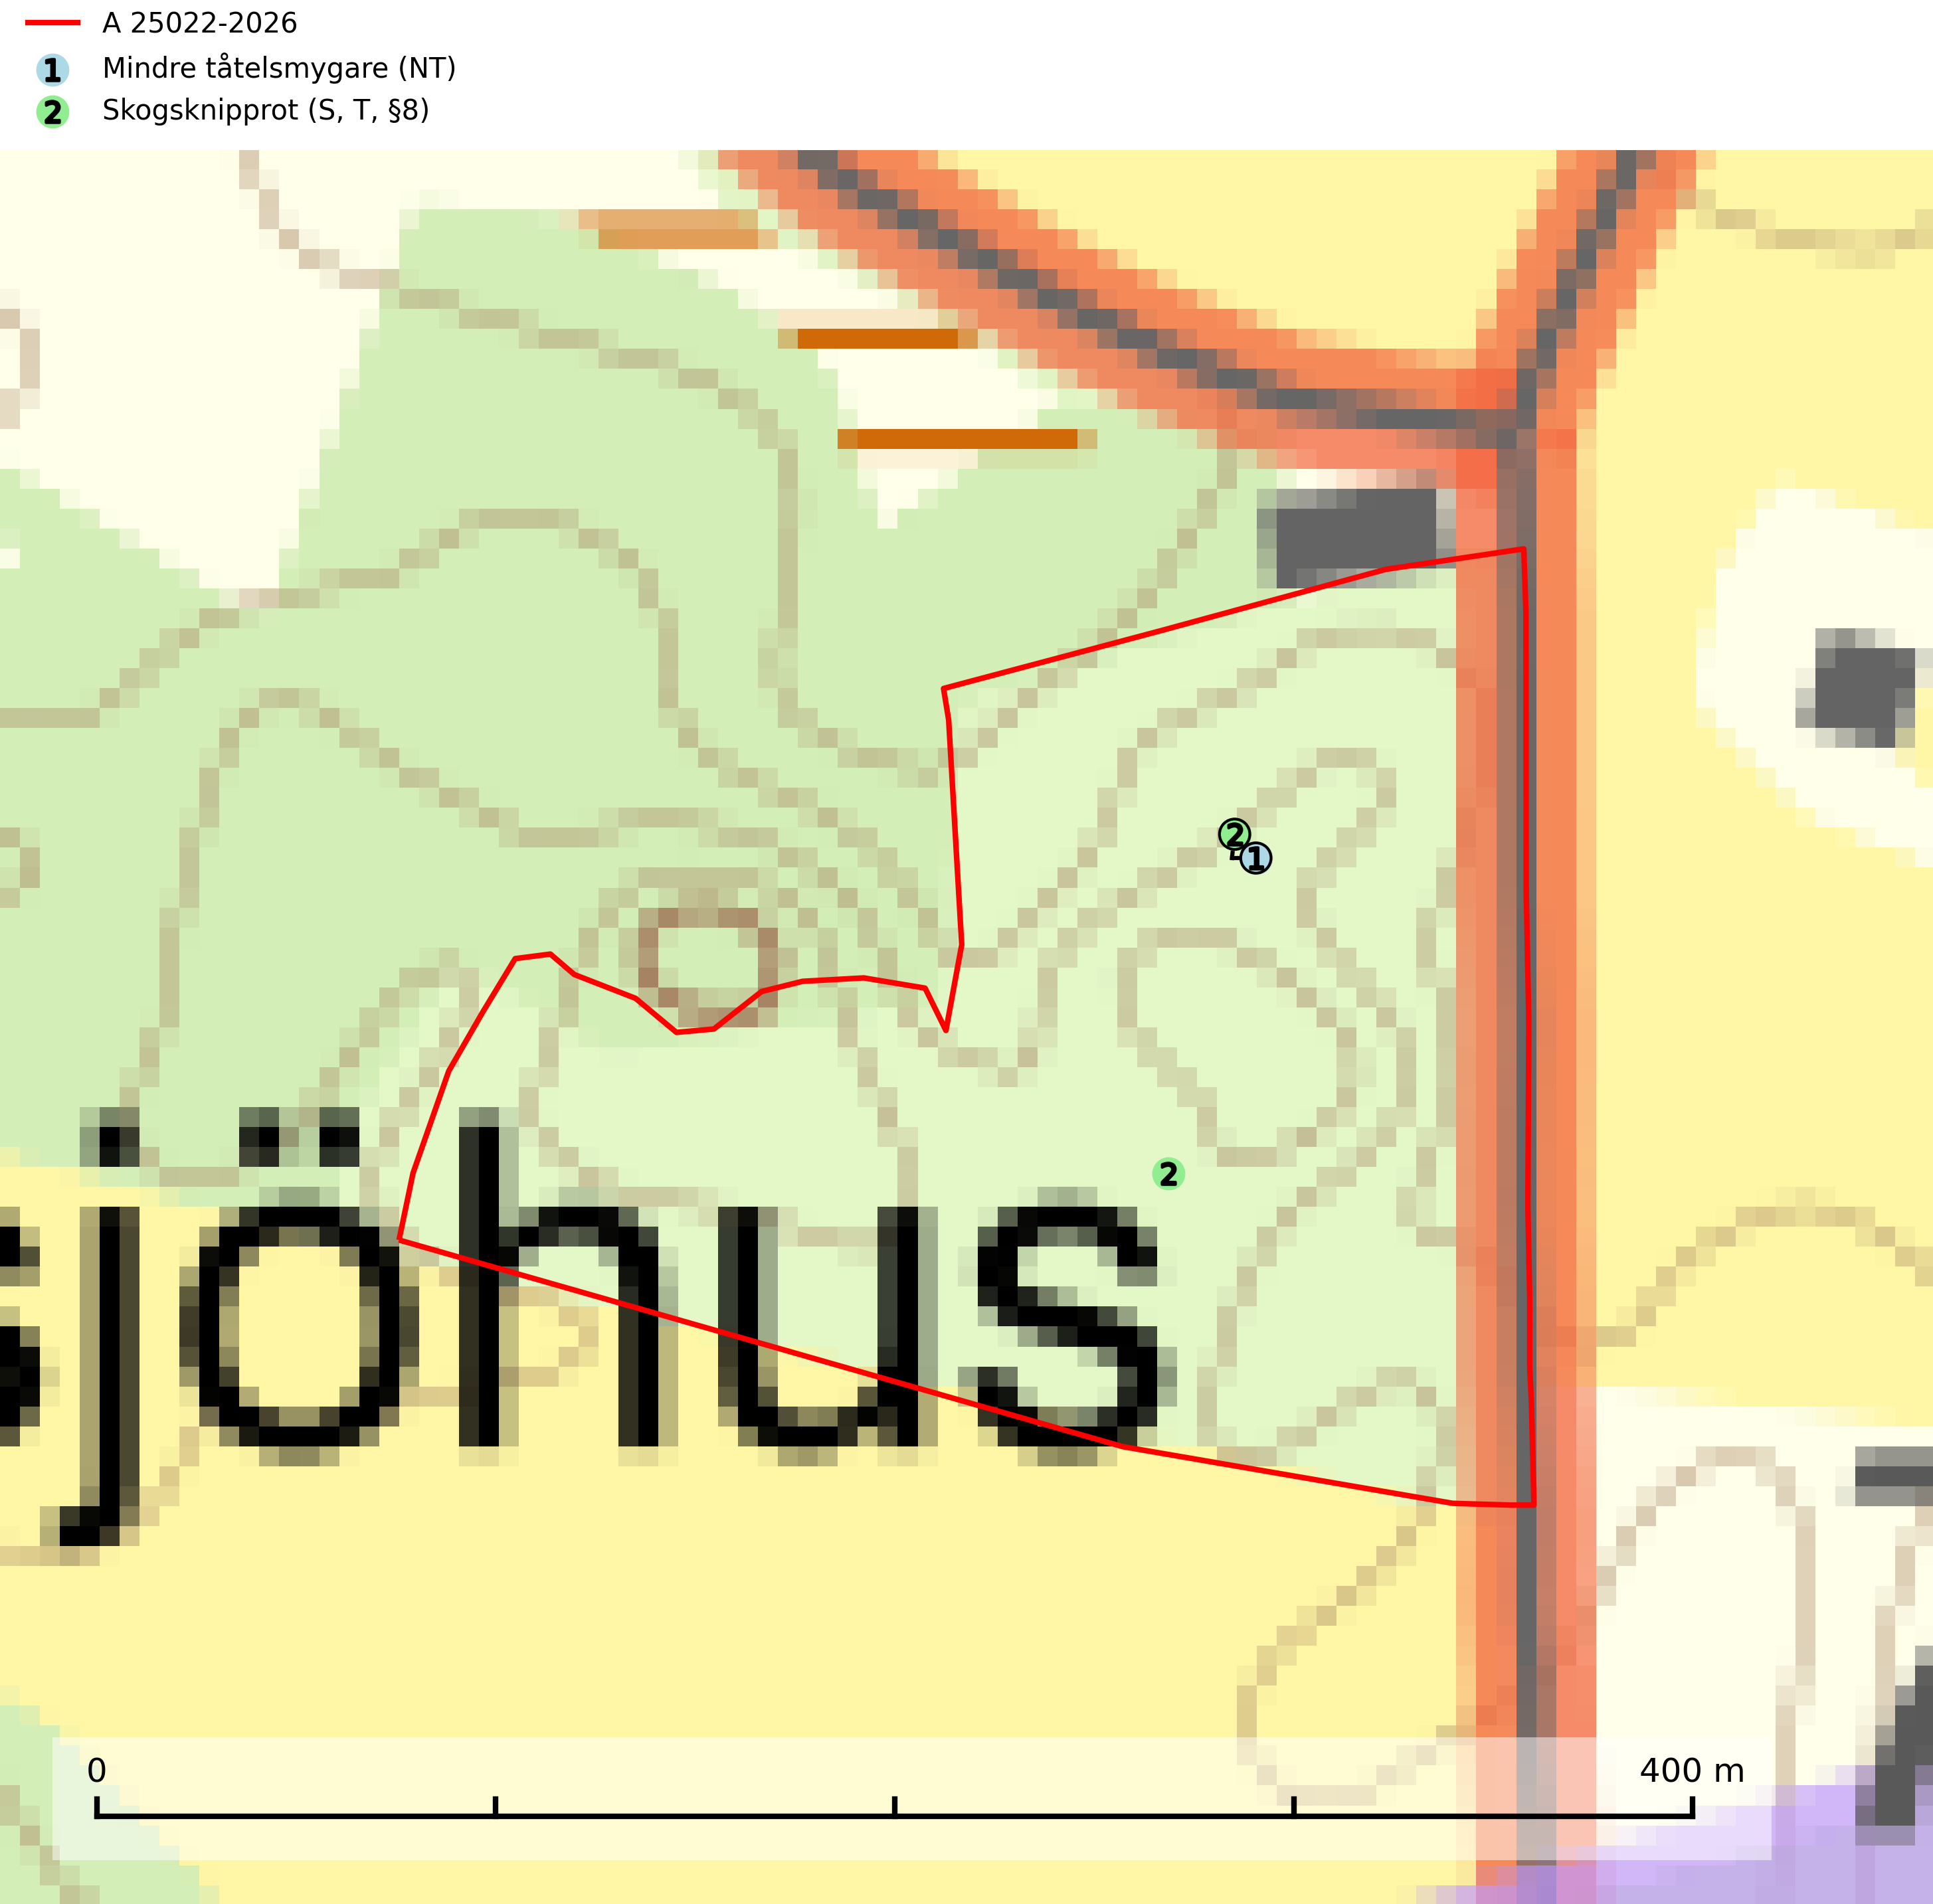 A 25022-2026
1 Mindre tåtelsmygare (NT)
2 Skogsknipprot (S, T, §8)
2
1
2
jöhus
0 400 m